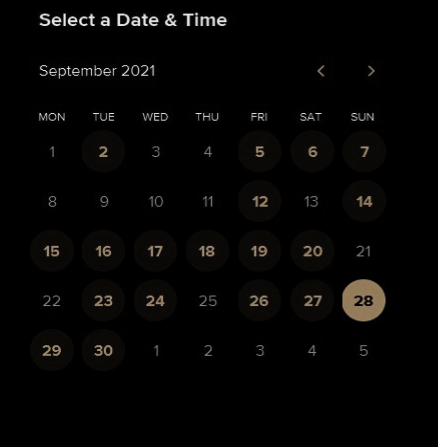 Select a Date & Time
September 2021
MON TUE WED THU FRI SAT SUN
1 2 3 4 5 6 7
8 9 10 11 12 13 14
15 16 17 18 19 20 21
22 23 24 25 26 27 28
29 30 1 2 3 4 5